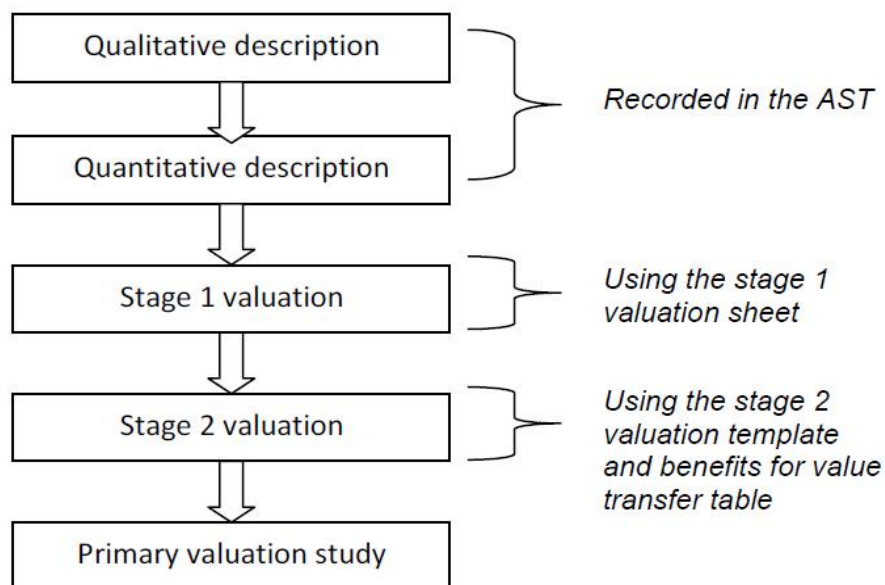 Qualitative description
Recorded in the AST
Quantitative description
Stage 1 valuation
Using the stage 1
valuation sheet
Stage 2 valuation
Using the stage 2
valuation template
and benefits for value
transfer table
Primary valuation study